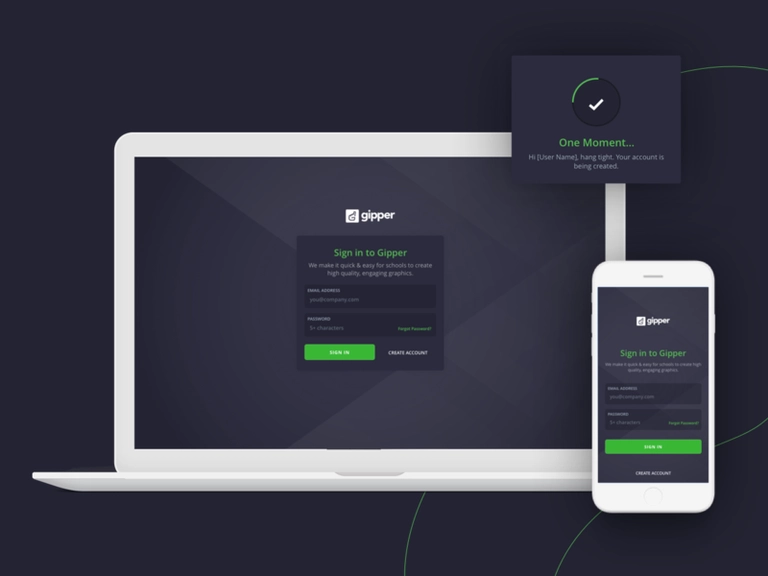 One Moment...
Hi [User Name], hang tight. Your account is
being created.
gipper
Sign in to Gipper
We make it quick & easy for schools to create
high quality, engaging graphics.
EMAIL ADDRESS
you@company.com
PASSWORD
5+ characters
Forgot Password?
SIGN IN
CREATE ACCOUNT
gipper
Sign in to Gipper
We make it quick & easy for schools to create high
quality, engaging graphics.
EMAIL ADDRESS
you@company.com
PASSWORD
5+ characters
Forgot Password?
SIGN IN
CREATE ACCOUNT